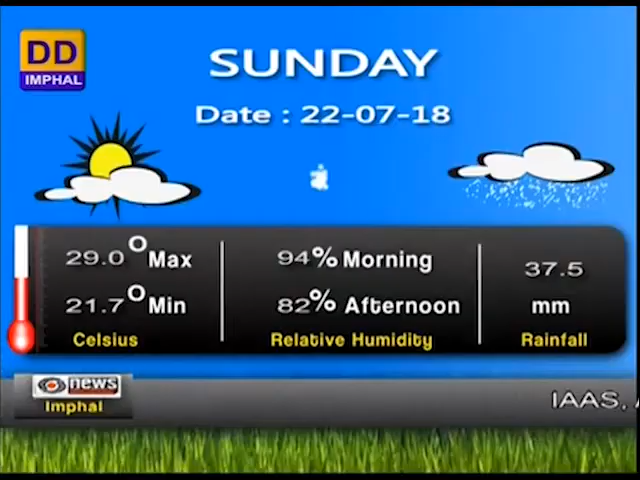 DD
IMPHAL
SUNDAY
Date : 22-07-18
29.0° Max
21.7° Min
Celsius
94% Morning
82% Afternoon
Relative Humidity
37.5
mm
Rainfall
news
Imphal
IAAS,